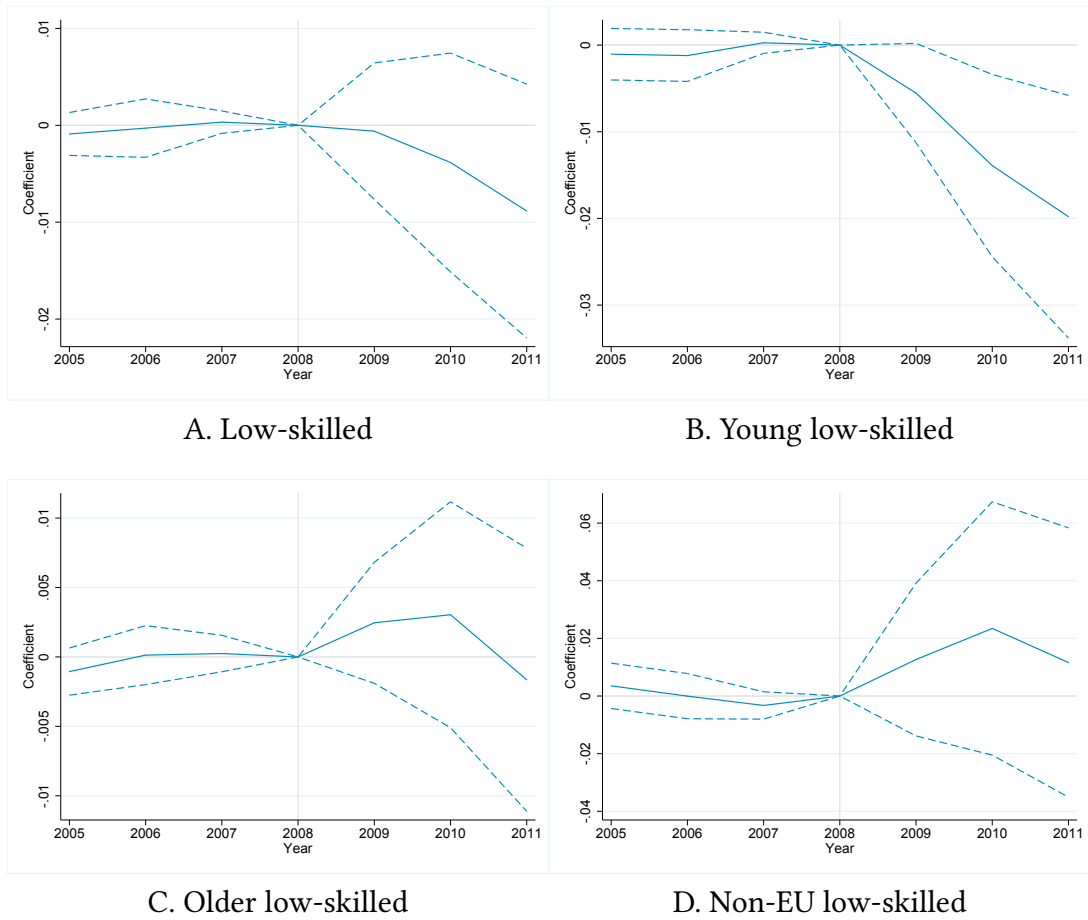 .01
0
-.01
-.02
Coefficient
2005 2006 2007 2008 2009 2010 2011
Year
A. Low-skilled
0
-.01
-.02
-.03
Coefficient
2005 2006 2007 2008 2009 2010 2011
Year
B. Young low-skilled
.01
.005
0
-.005
-.01
Coefficient
2005 2006 2007 2008 2009 2010 2011
Year
C. Older low-skilled
.06
.04
.02
0
-.02
-.04
Coefficient
2005 2006 2007 2008 2009 2010 2011
Year
D. Non-EU low-skilled